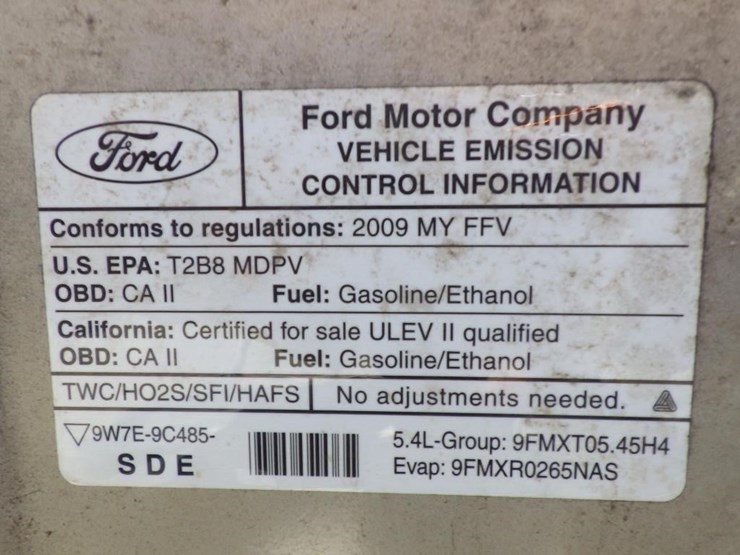 Ford
Ford Motor Company
VEHICLE EMISSION
CONTROL INFORMATION
Conforms to regulations: 2009 MY FFV
U.S. EPA: T2B8 MDPV
OBD: CA II Fuel: Gasoline/Ethanol
California: Certified for sale ULEV II qualified
OBD: CA II Fuel: Gasoline/Ethanol
TWC/HO2S/SFI/HAFS No adjustments needed.
9W7E-9C485-
SDE
5.4L-Group: 9FMXT05.45H4
Evap: 9FMXR0265NAS